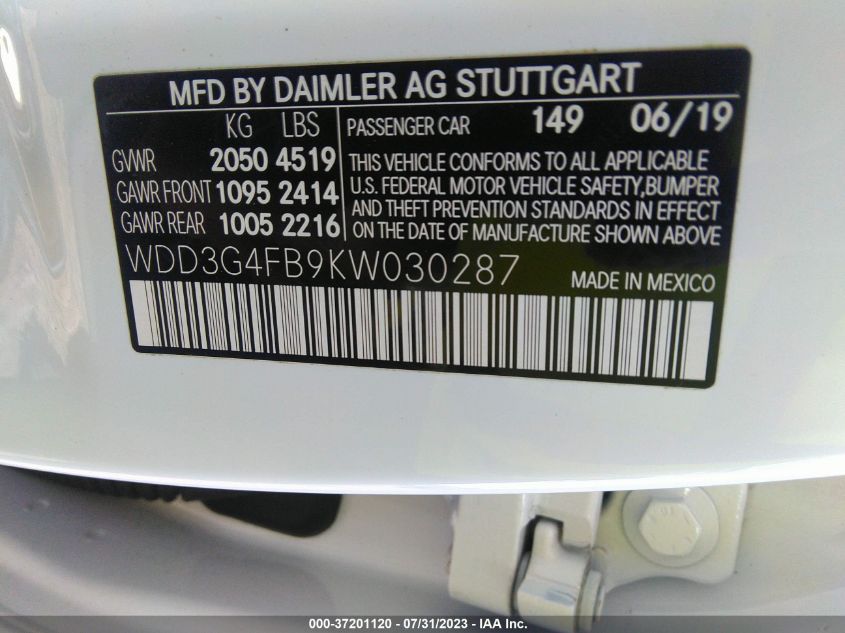 MFD BY DAIMLER AG STUTTGART
KG LBS
GVWR 2050 4519
GAWR FRONT 1095 2414
GAWR REAR 1005 2216
PASSENGER CAR 149 06/19
THIS VEHICLE CONFORMS TO ALL APPLICABLE
U.S. FEDERAL MOTOR VEHICLE SAFETY,BUMPER
AND THEFT PREVENTION STANDARDS IN EFFECT
ON THE DATE OF MANUFACTURE SHOWN ABOVE
WDD3G4FB9KW030287
MADE IN MEXICO
000-37201120 - 07/31/2023 - IAA Inc.